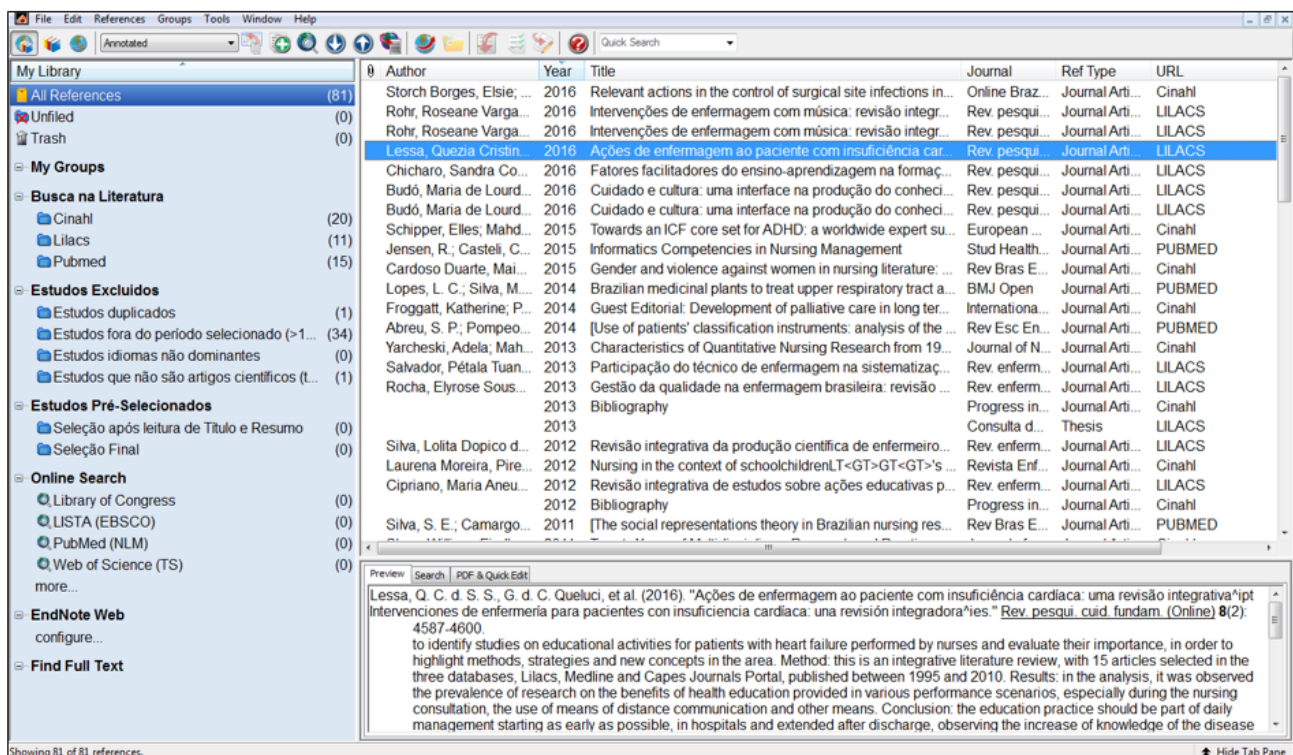 File Edit References Groups Tools Window Help
Annotated Quick Search
My Library
All References (81)
Unfiled (0)
Trash (0)
My Groups
Busca na Literatura
Cinahl (20)
Lilacs (11)
Pubmed (15)
Estudos Excluidos
Estudos duplicados (1)
Estudos fora do período selecionado (>1... (34)
Estudos idiomas não dominantes (0)
Estudos que não são artigos científicos (t... (1)
Estudos Pré-Selecionados
Seleção após leitura de Título e Resumo (0)
Seleção Final (0)
Online Search
Library of Congress (0)
LISTA (EBSCO) (0)
PubMed (NLM) (0)
Web of Science (TS) (0)
more...
EndNote Web
configure...
Find Full Text
Author Year Title Journal Ref Type URL
Storch Borges, Elsie; ... 2016 Relevant actions in the control of surgical site infections in... Online Braz... Journal Arti... Cinahl
Rohr, Roseane Varga... 2016 Intervenções de enfermagem com música: revisão integr... Rev. pesqui... Journal Arti... LILACS
Rohr, Roseane Varga... 2016 Intervenções de enfermagem com música: revisão integr... Rev. pesqui... Journal Arti... LILACS
Lessa, Quezia Cristin... 2016 Ações de enfermagem ao paciente com insuficiência car... Rev. pesqui... Journal Arti... LILACS
Chicharo, Sandra Co... 2016 Fatores facilitadores do ensino-aprendizagem na formaç... Rev. pesqui... Journal Arti... LILACS
Budó, Maria de Lourd... 2016 Cuidado e cultura: uma interface na produção do conheci... Rev. pesqui... Journal Arti... LILACS
Budó, Maria de Lourd... 2016 Cuidado e cultura: uma interface na produção do conheci... Rev. pesqui... Journal Arti... LILACS
Schipper, Elles; Mahd... 2015 Towards an ICF core set for ADHD: a worldwide expert su... European ... Journal Arti... Cinahl
Jensen, R.; Casteli, C... 2015 Informatics Competencies in Nursing Management Stud Health... Journal Arti... PUBMED
Cardoso Duarte, Mai... 2015 Gender and violence against women in nursing literature: ... Rev Bras E... Journal Arti... Cinahl
Lopes, L. C.; Silva, M.... 2014 Brazilian medicinal plants to treat upper respiratory tract a... BMJ Open Journal Arti... PUBMED
Froggatt, Katherine; P... 2014 Guest Editorial: Development of palliative care in long ter... Internationa... Journal Arti... Cinahl
Abreu, S. P.; Pompeo... 2014 [Use of patients' classification instruments: analysis of the ... Rev Esc En... Journal Arti... PUBMED
Yarcheski, Adela; Mah... 2013 Characteristics of Quantitative Nursing Research from 19... Journal of N... Journal Arti... Cinahl
Salvador, Pétala Tuan... 2013 Participação do técnico de enfermagem na sistematizaç... Rev. enferm... Journal Arti... LILACS
Rocha, Elyrose Sous... 2013 Gestão da qualidade na enfermagem brasileira: revisão ... Rev. enferm... Journal Arti... LILACS
2013 Bibliography Progress in... Journal Arti... Cinahl
2013 Consulta d... Thesis LILACS
Silva, Lolita Dopico d... 2012 Revisão integrativa da produção científica de enfermeiro... Rev. enferm... Journal Arti... LILACS
Laurena Moreira, Pire... 2012 Nursing in the context of schoolchildrenLT<GT>GT<GT>'s ... Revista Enf... Journal Arti... Cinahl
Cipriano, Maria Aneu... 2012 Revisão integrativa de estudos sobre ações educativas p... Rev. enferm... Journal Arti... LILACS
2012 Bibliography Progress in... Journal Arti... Cinahl
Silva, S. E.; Camargo... 2011 [The social representations theory in Brazilian nursing res... Rev Bras E... Journal Arti... PUBMED
Preview Search PDF & Quick Edit
Lessa, Q. C. d. S. S., G. d. C. Queluci, et al. (2016). "Ações de enfermagem ao paciente com insuficiência cardíaca: uma revisão integrativa^ipt
Intervenciones de enfermería para pacientes con insuficiencia cardíaca: una revisión integradora^ies." Rev. pesqui. cuid. fundam. (Online) 8(2):
4587-4600.
to identify studies on educational activities for patients with heart failure performed by nurses and evaluate their importance, in order to
highlight methods, strategies and new concepts in the area. Method: this is an integrative literature review, with 15 articles selected in the
three databases, Lilacs, Medline and Capes Journals Portal, published between 1995 and 2010. Results: in the analysis, it was observed
the prevalence of research on the benefits of health education provided in various performance scenarios, especially during the nursing
consultation, the use of means of distance communication and other means. Conclusion: the education practice should be part of daily
management starting as early as possible, in hospitals and extended after discharge, observing the increase of knowledge of the disease
Showing 81 of 81 references. Hide Tab Pane